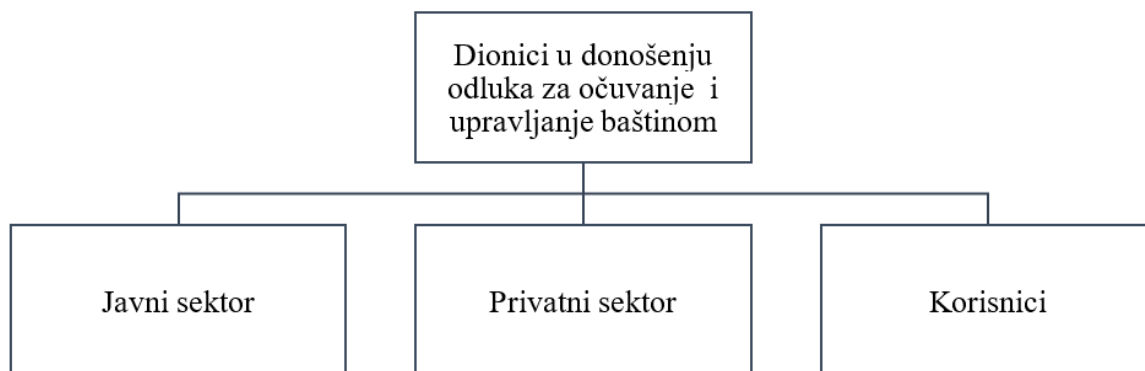 Dionici u donošenju
odluka za očuvanje i
upravljanje baštinom
Javni sektor
Privatni sektor
Korisnici